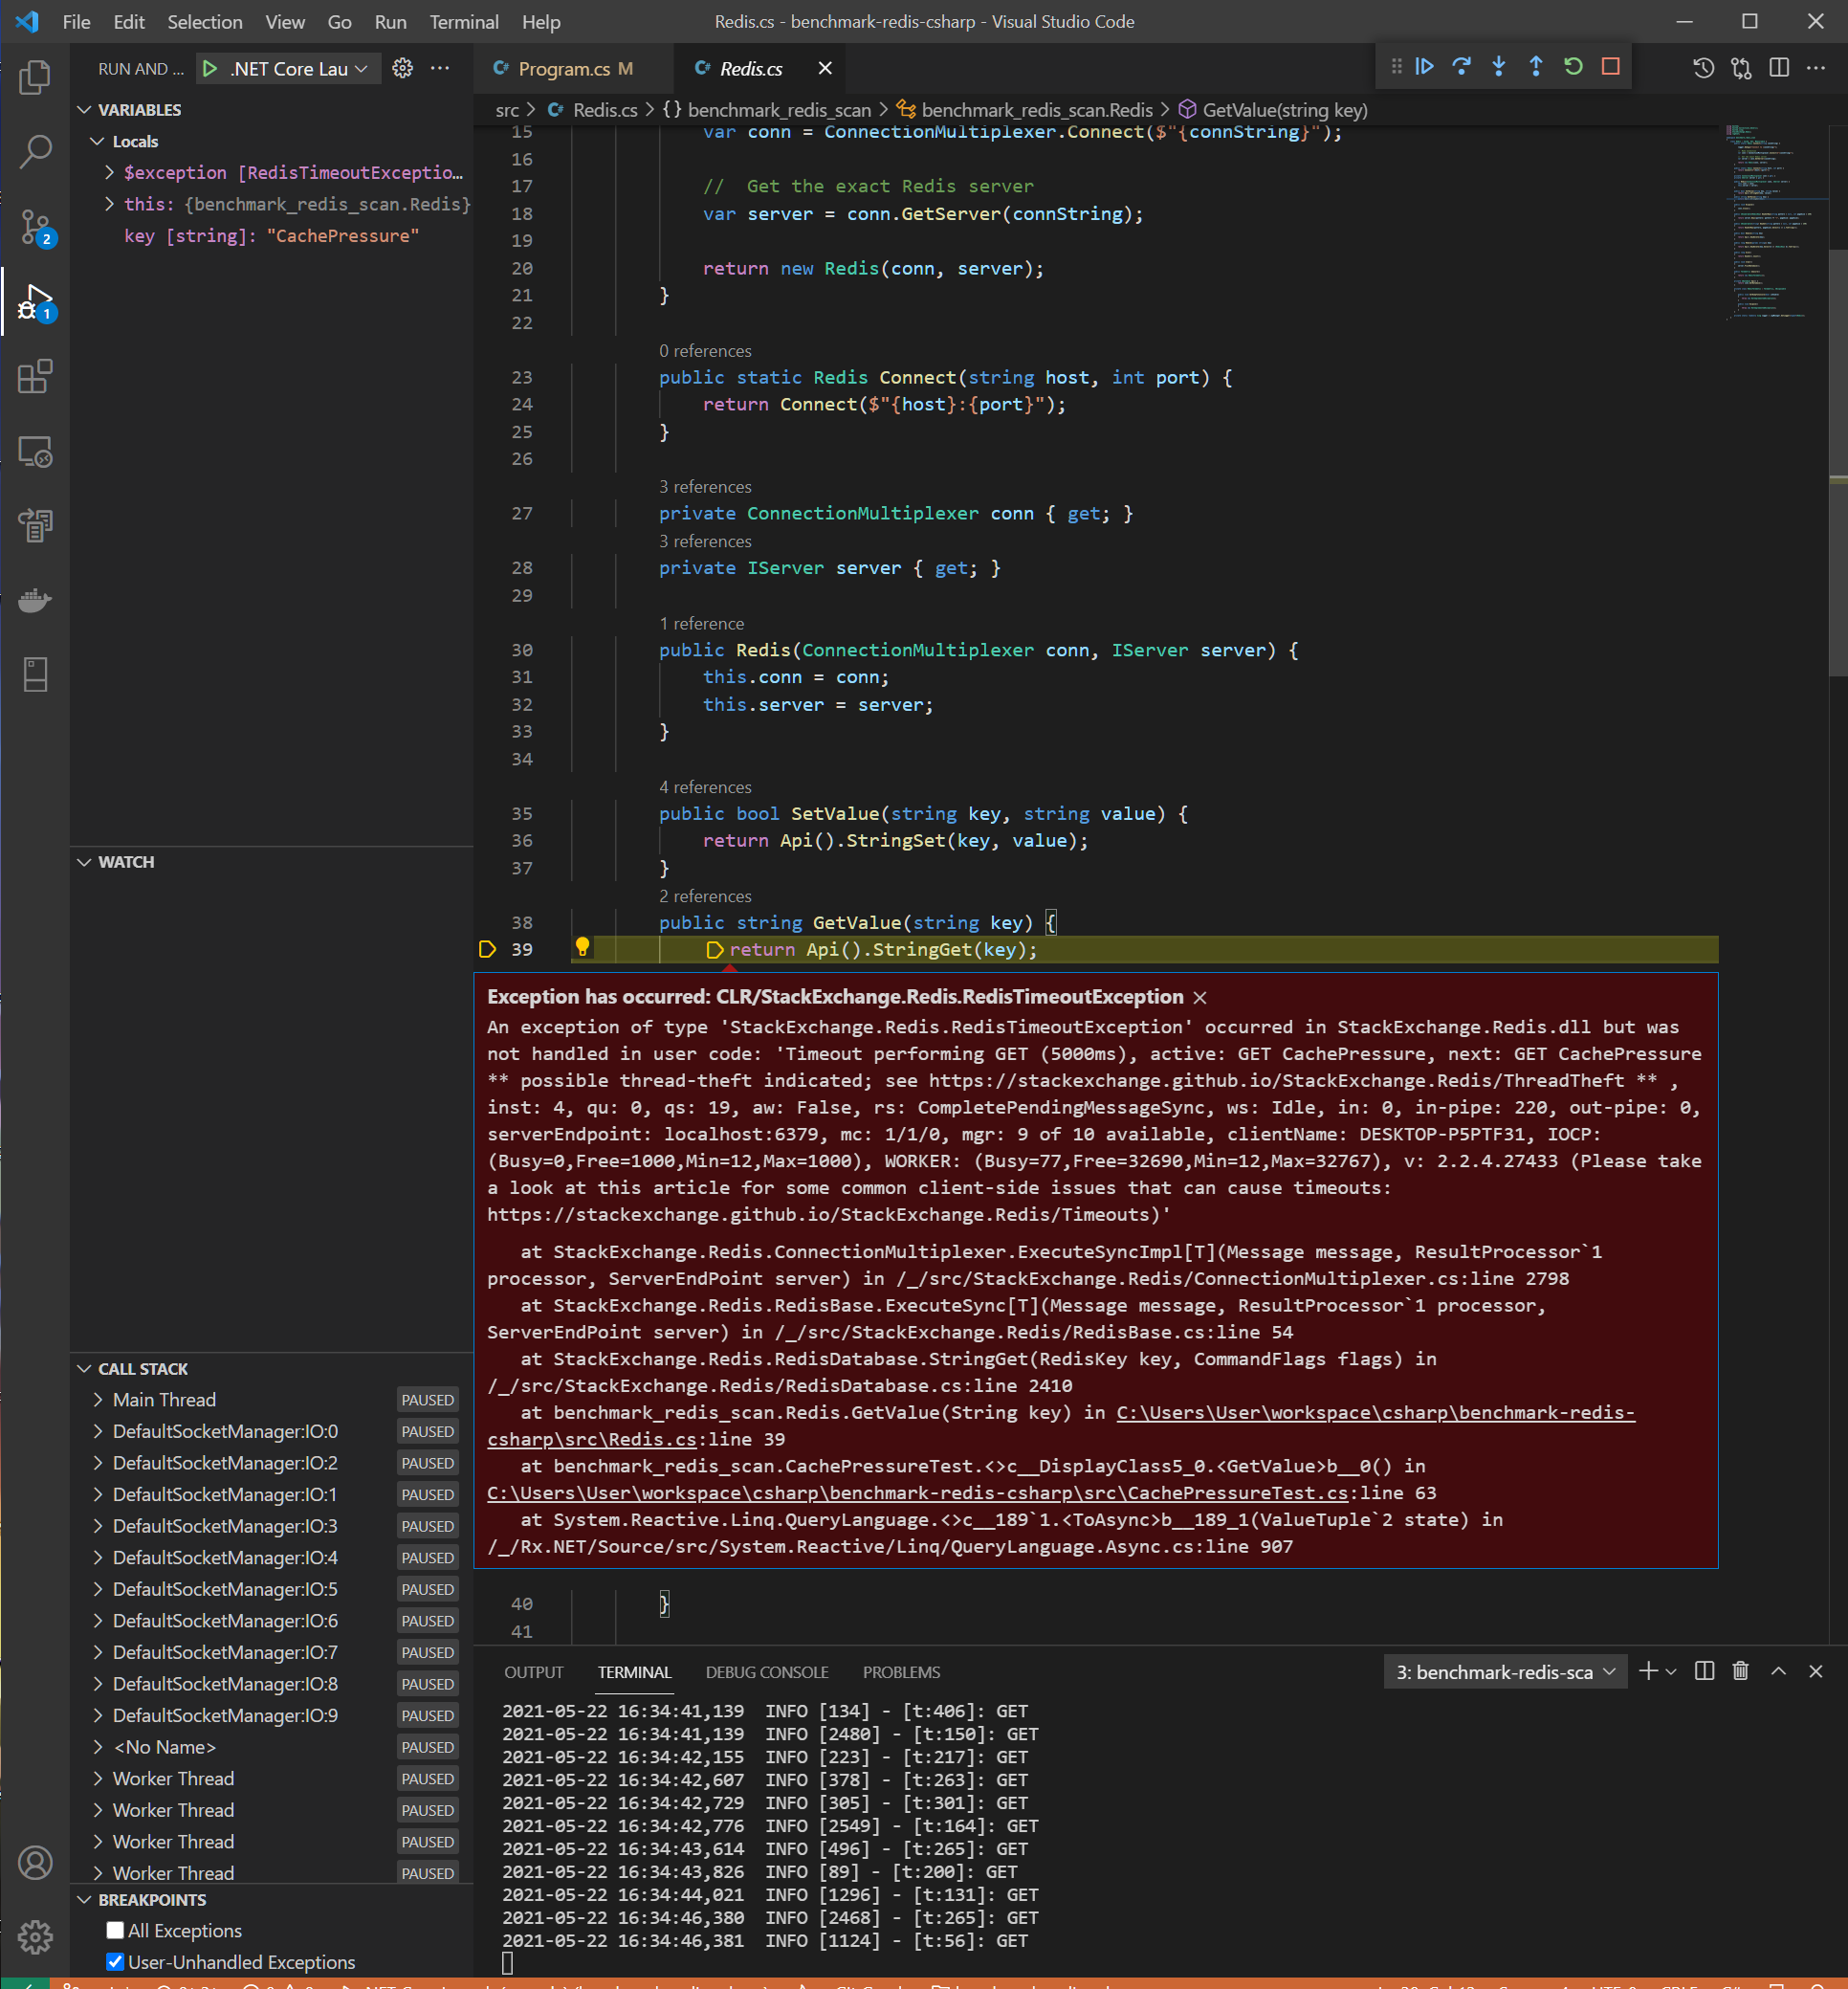 File Edit Selection View Go Run Terminal Help Redis.cs - benchmark-redis-csharp - Visual Studio Code
RUN AND ... .NET Core Lau
VARIABLES
Locals
$exception [RedisTimeoutExceptio...
this: {benchmark_redis_scan.Redis}
key [string]: "CachePressure"
WATCH
CALL STACK
Main Thread PAUSED
DefaultSocketManager:IO:0 PAUSED
DefaultSocketManager:IO:2 PAUSED
DefaultSocketManager:IO:1 PAUSED
DefaultSocketManager:IO:3 PAUSED
DefaultSocketManager:IO:4 PAUSED
DefaultSocketManager:IO:5 PAUSED
DefaultSocketManager:IO:6 PAUSED
DefaultSocketManager:IO:7 PAUSED
DefaultSocketManager:IO:8 PAUSED
DefaultSocketManager:IO:9 PAUSED
<No Name> PAUSED
Worker Thread PAUSED
Worker Thread PAUSED
Worker Thread PAUSED
Worker Thread PAUSED
BREAKPOINTS
All Exceptions
User-Unhandled Exceptions
2
1
Program.cs M Redis.cs
src > Redis.cs > {} benchmark_redis_scan > benchmark_redis_scan.Redis > GetValue(string key)
15 var conn = ConnectionMultiplexer.Connect($"{connString}");
16
17 //  Get the exact Redis server
18 var server = conn.GetServer(connString);
19
20 return new Redis(conn, server);
21 }
22
0 references
23 public static Redis Connect(string host, int port) {
24 return Connect($"{host}:{port}");
25 }
26
3 references
27 private ConnectionMultiplexer conn { get; }
3 references
28 private IServer server { get; }
29
1 reference
30 public Redis(ConnectionMultiplexer conn, IServer server) {
31 this.conn = conn;
32 this.server = server;
33 }
34
4 references
35 public bool SetValue(string key, string value) {
36 return Api().StringSet(key, value);
37 }
2 references
38 public string GetValue(string key) {
39 return Api().StringGet(key);
Exception has occurred: CLR/StackExchange.Redis.RedisTimeoutException
An exception of type 'StackExchange.Redis.RedisTimeoutException' occurred in StackExchange.Redis.dll but was
not handled in user code: 'Timeout performing GET (5000ms), active: GET CachePressure, next: GET CachePressure
** possible thread-theft indicated; see https://stackexchange.github.io/StackExchange.Redis/ThreadTheft ** ,
inst: 4, qu: 0, qs: 19, aw: False, rs: CompletePendingMessageSync, ws: Idle, in: 0, in-pipe: 220, out-pipe: 0,
serverEndpoint: localhost:6379, mc: 1/1/0, mgr: 9 of 10 available, clientName: DESKTOP-P5PTF31, IOCP:
(Busy=0,Free=1000,Min=12,Max=1000), WORKER: (Busy=77,Free=32690,Min=12,Max=32767), v: 2.2.4.27433 (Please take
a look at this article for some common client-side issues that can cause timeouts:
https://stackexchange.github.io/StackExchange.Redis/Timeouts)'
at StackExchange.Redis.ConnectionMultiplexer.ExecuteSyncImpl[T](Message message, ResultProcessor`1
processor, ServerEndPoint server) in /_/src/StackExchange.Redis/ConnectionMultiplexer.cs:line 2798
at StackExchange.Redis.RedisBase.ExecuteSync[T](Message message, ResultProcessor`1 processor,
ServerEndPoint server) in /_/src/StackExchange.Redis/RedisBase.cs:line 54
at StackExchange.Redis.RedisDatabase.StringGet(RedisKey key, CommandFlags flags) in
/_/src/StackExchange.Redis/RedisDatabase.cs:line 2410
at benchmark_redis_scan.Redis.GetValue(String key) in C:\Users\User\workspace\csharp\benchmark-redis-
csharp\src\Redis.cs:line 39
at benchmark_redis_scan.CachePressureTest.<>c__DisplayClass5_0.<GetValue>b__0() in
C:\Users\User\workspace\csharp\benchmark-redis-csharp\src\CachePressureTest.cs:line 63
at System.Reactive.Linq.QueryLanguage.<>c__189`1.<ToAsync>b__189_1(ValueTuple`2 state) in
/_/Rx.NET/Source/src/System.Reactive/Linq/QueryLanguage.Async.cs:line 907
40 }
41
OUTPUT TERMINAL DEBUG CONSOLE PROBLEMS 3: benchmark-redis-sca
2021-05-22 16:34:41,139  INFO [134] - [t:406]: GET
2021-05-22 16:34:41,139  INFO [2480] - [t:150]: GET
2021-05-22 16:34:42,155  INFO [223] - [t:217]: GET
2021-05-22 16:34:42,607  INFO [378] - [t:263]: GET
2021-05-22 16:34:42,729  INFO [305] - [t:301]: GET
2021-05-22 16:34:42,776  INFO [2549] - [t:164]: GET
2021-05-22 16:34:43,614  INFO [496] - [t:265]: GET
2021-05-22 16:34:43,826  INFO [89] - [t:200]: GET
2021-05-22 16:34:44,021  INFO [1296] - [t:131]: GET
2021-05-22 16:34:46,380  INFO [2468] - [t:265]: GET
2021-05-22 16:34:46,381  INFO [1124] - [t:56]: GET